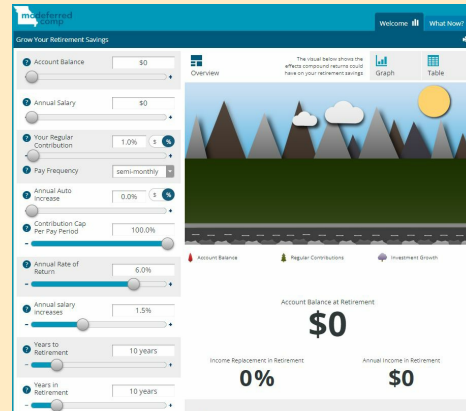 modeferred
comp
Welcome
What Now?
Grow Your Retirement Savings
? Account Balance $0
- +
? Annual Salary $0
- +
? Your Regular
Contribution 1.0% $ %
- +
? Pay Frequency semi-monthly
? Annual Auto
Increase 0.0% $ %
- +
? Contribution Cap
Per Pay Period 100.0%
- +
? Annual Rate of
Return 6.0%
- +
? Annual salary
increases 1.5%
- +
? Years to
Retirement 10 years
- +
? Years in
Retirement 10 years
- +
Overview
The visual below shows the
effects compound returns could
have on your retirement savings
Graph
Table
Account Balance
Regular Contributions
Investment Growth
Account Balance at Retirement
$0
Income Replacement in Retirement
0%
Annual Income in Retirement
$0